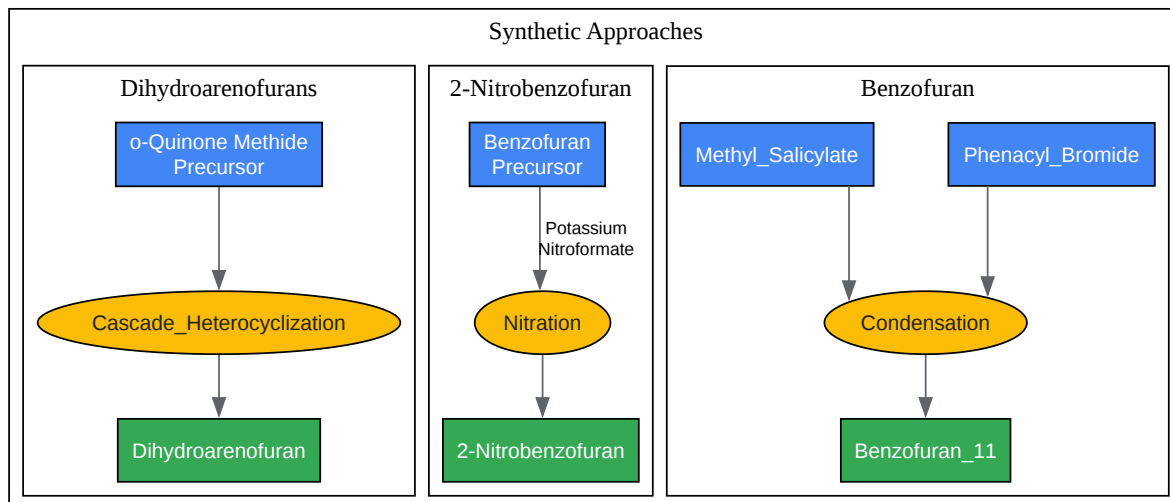 Synthetic Approaches
Dihydroarenofurans
o-Quinone Methide
Precursor
Cascade_Heterocyclization
Dihydroarenofuran
2-Nitrobenzofuran
Benzofuran
Precursor
Potassium
Nitroformate
Nitration
2-Nitrobenzofuran
Benzofuran
Methyl_Salicylate
Phenacyl_Bromide
Condensation
Benzofuran_11